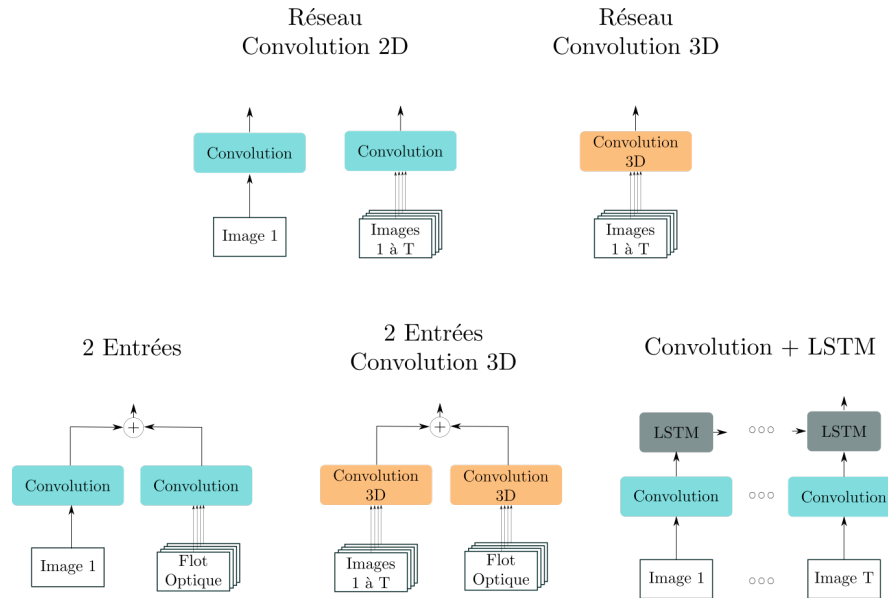 Réseau
Convolution 2D
Réseau
Convolution 3D
Convolution
Convolution
Convolution
3D
Image 1
Images
1 à T
Images
1 à T
2 Entrées
2 Entrées
Convolution 3D
Convolution + LSTM
+
+
LSTM
LSTM
Convolution
Convolution
Convolution
3D
Convolution
3D
Convolution
Convolution
Image 1
Flot
Optique
Images
1 à T
Flot
Optique
Image 1
Image T